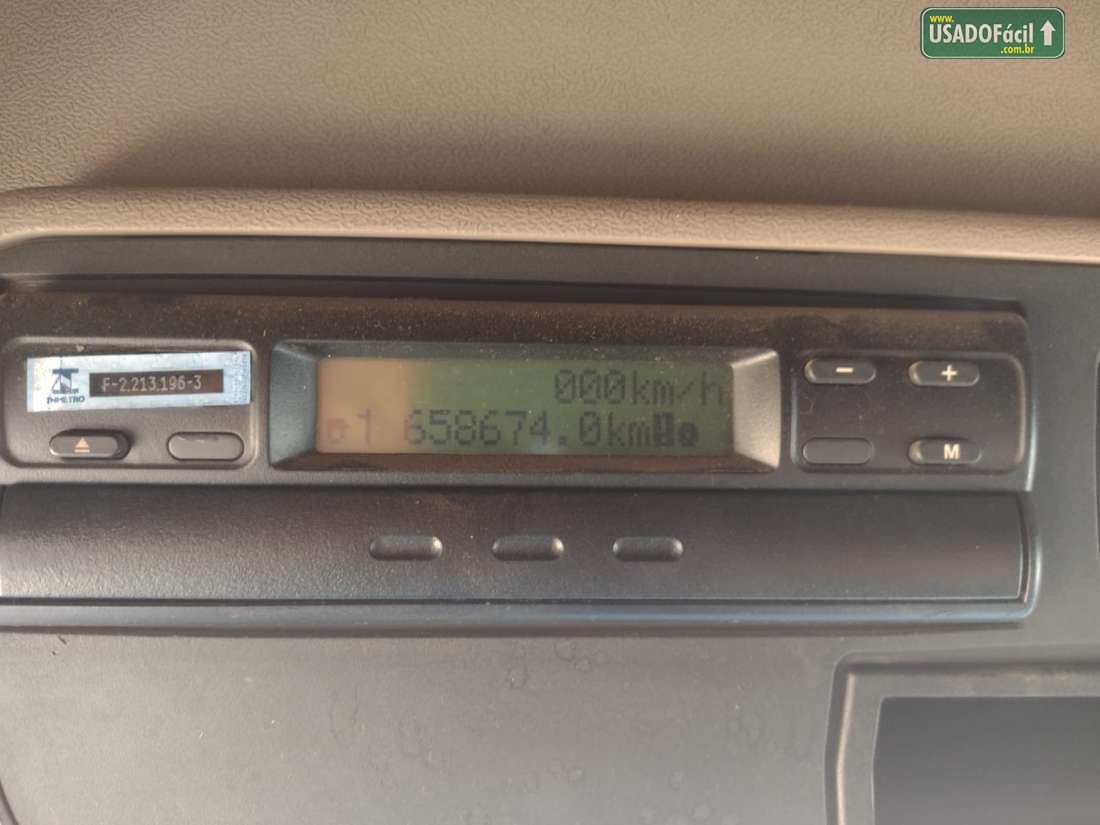 www.
USADOFácil
.com.br
INMETRO
F-2.213.196-3
000km/h
1 658674.0km
-
+
M